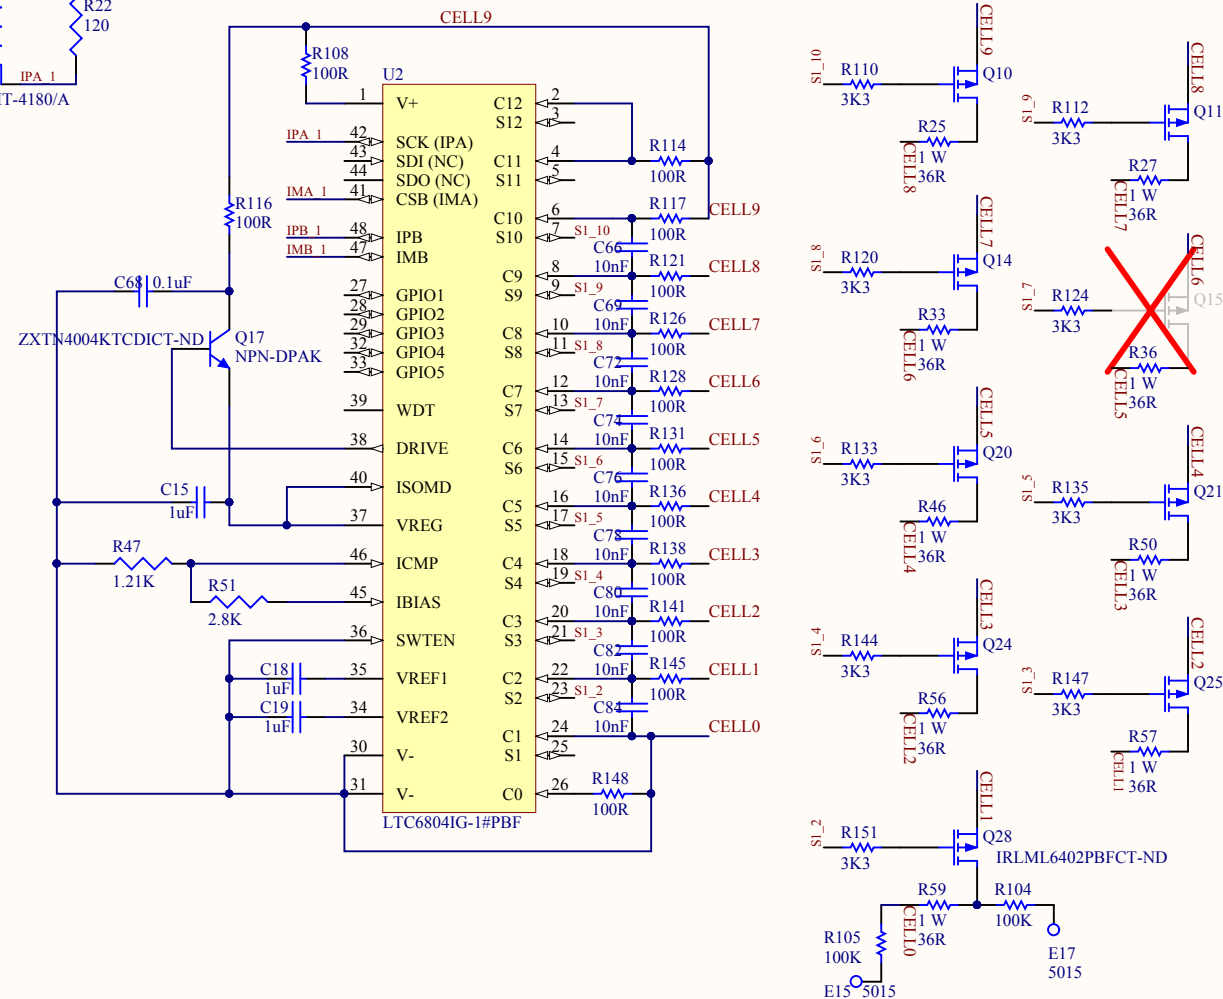 R22
120
IPA_1
IT-4180/A
CELL9
R108
100R
U2
1
V+
IPA_1
42
SCK (IPA)
43
SDI (NC)
44
SDO (NC)
IMA_1
41
CSB (IMA)
R116
100R
IPB_1
48
IPB
IMB_1
47
IMB
27
GPIO1
28
GPIO2
29
GPIO3
32
GPIO4
33
GPIO5
C68 0.1uF
ZXTN4004KTCDICT-ND
Q17
NPN-DPAK
39
WDT
38
DRIVE
40
ISOMD
C15
1uF
37
VREG
R47
1.21K
46
ICMP
R51
2.8K
45
IBIAS
36
SWTEN
C18
1uF
35
VREF1
C19
1uF
34
VREF2
30
V-
31
V-
LTC6804IG-1#PBF
C12
2
S12
3
C11
4
R114
100R
S11
5
C10
6
R117
100R
CELL9
S10
7
S1_10
C66
10nF
C9
8
R121
100R
CELL8
S9
9
S1_9
C69
10nF
C8
10
R126
100R
CELL7
S8
11
S1_8
C72
10nF
C7
12
R128
100R
CELL6
S7
13
S1_7
C74
10nF
C6
14
R131
100R
CELL5
S6
15
S1_6
C76
10nF
C5
16
R136
100R
CELL4
S5
17
S1_5
C78
10nF
C4
18
R138
100R
CELL3
S4
19
S1_4
C80
10nF
C3
20
R141
100R
CELL2
S3
21
S1_3
C82
10nF
C2
22
R145
100R
CELL1
S2
23
S1_2
C84
10nF
C1
24
CELL0
S1
25
C0
26
R148
100R
S1_10
R110
3K3
CELL9
Q10
R25
1 W
36R
CELL8
S1_9
R112
3K3
CELL8
Q11
R27
1 W
36R
CELL7
S1_8
R120
3K3
CELL7
Q14
R33
1 W
36R
CELL6
S1_7
R124
3K3
CELL6
Q15
R36
1 W
36R
CELL5
S1_6
R133
3K3
CELL5
Q20
R46
1 W
36R
CELL4
S1_5
R135
3K3
CELL4
Q21
R50
1 W
36R
CELL3
S1_4
R144
3K3
CELL3
Q24
R56
1 W
36R
CELL2
S1_3
R147
3K3
CELL2
Q25
R57
1 W
36R
CELL1
S1_2
R151
3K3
CELL1
Q28
IRLML6402PBFCT-ND
R59
1 W
36R
CELL0
R104
100K
R105
100K
E17
5015
E15 5015